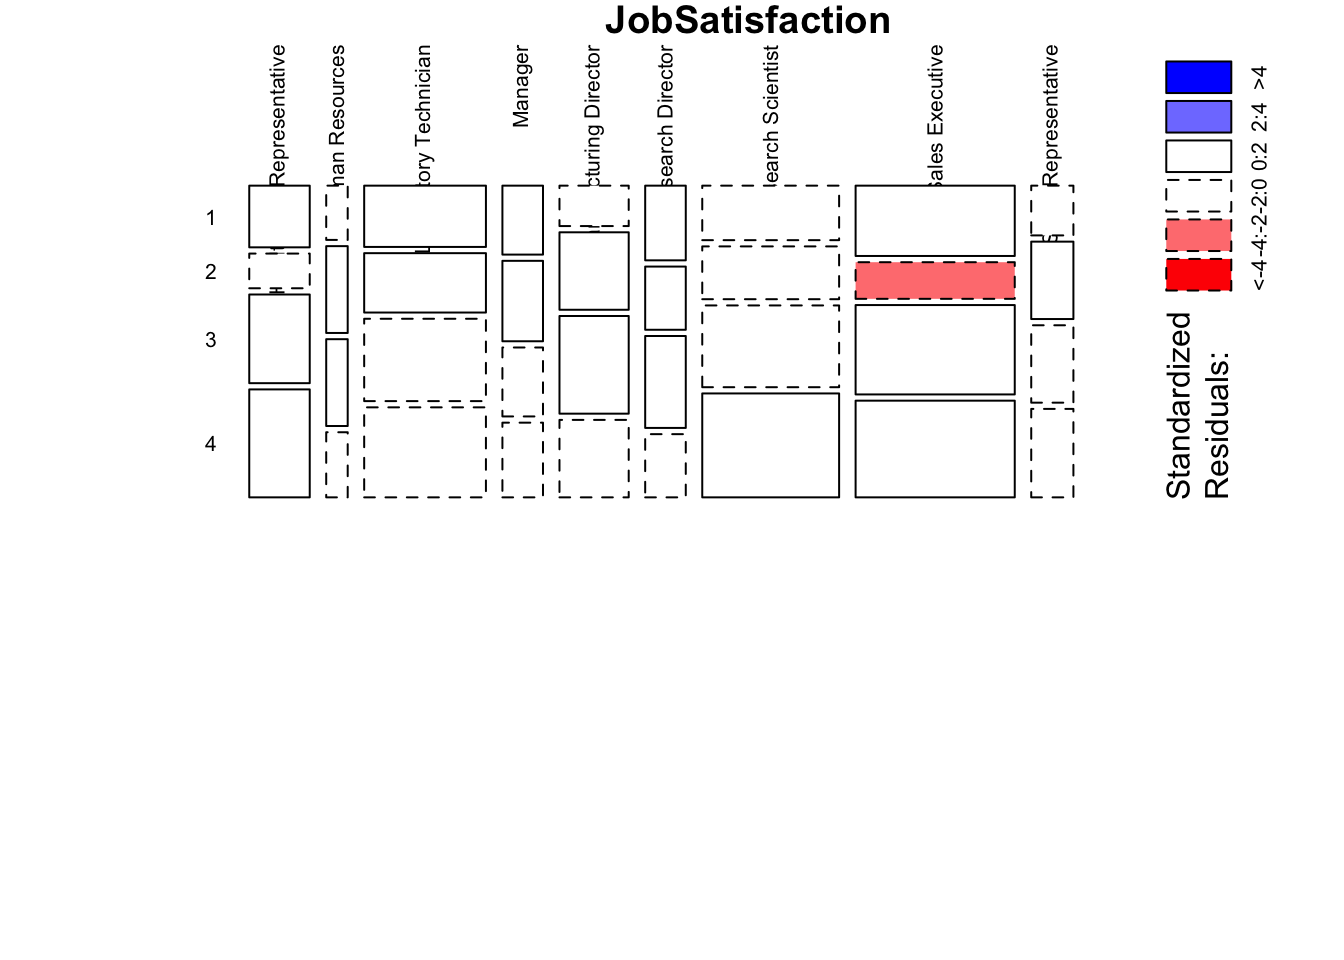 JobSatisfaction
Representative
nan Resources
tory Technician
Manager
cturing Director
search Director
earch Scientist
Sales Executive
Representative
1
2
3
4
Standardized
Residuals:
<-4 -4:-2 -2:0 0:2 2:4 >4